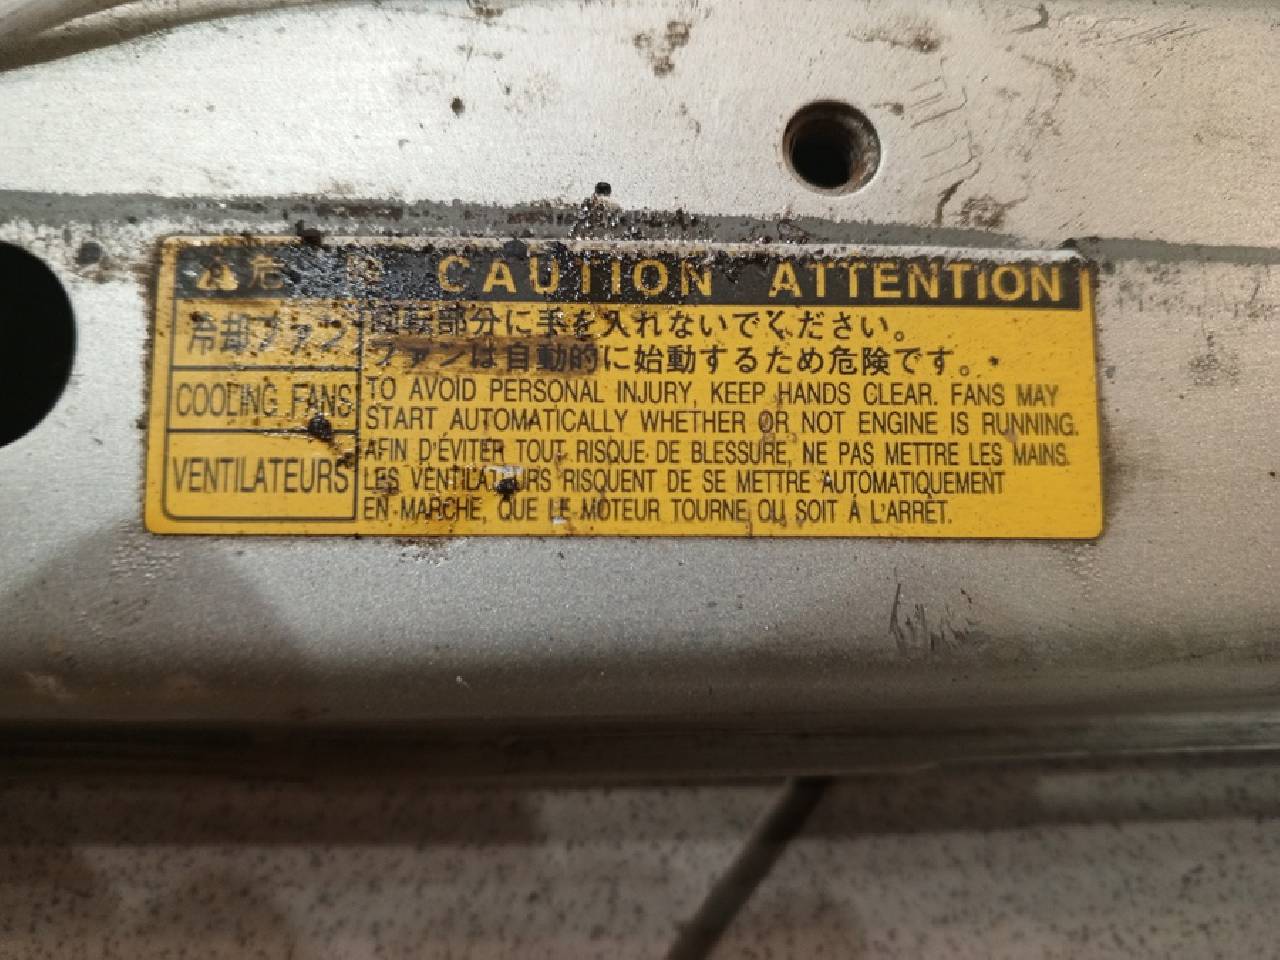 危険 CAUTION ATTENTION
冷却ファン
回転部分に手を入れないでください。
ファンは自動的に始動するため危険です。
COOLING FANS
TO AVOID PERSONAL INJURY, KEEP HANDS CLEAR. FANS MAY
START AUTOMATICALLY WHETHER OR NOT ENGINE IS RUNNING.
VENTILATEURS
AFIN D'ÉVITER TOUT RISQUE DE BLESSURE, NE PAS METTRE LES MAINS.
LES VENTILATEURS RISQUENT DE SE METTRE AUTOMATIQUEMENT
EN MARCHE, QUE LE MOTEUR TOURNE OU SOIT À L'ARRÊT.